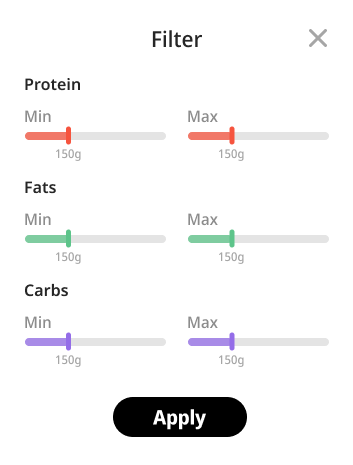 Filter
Protein
Min Max
150g 150g
Fats
Min Max
150g 150g
Carbs
Min Max
150g 150g
Apply